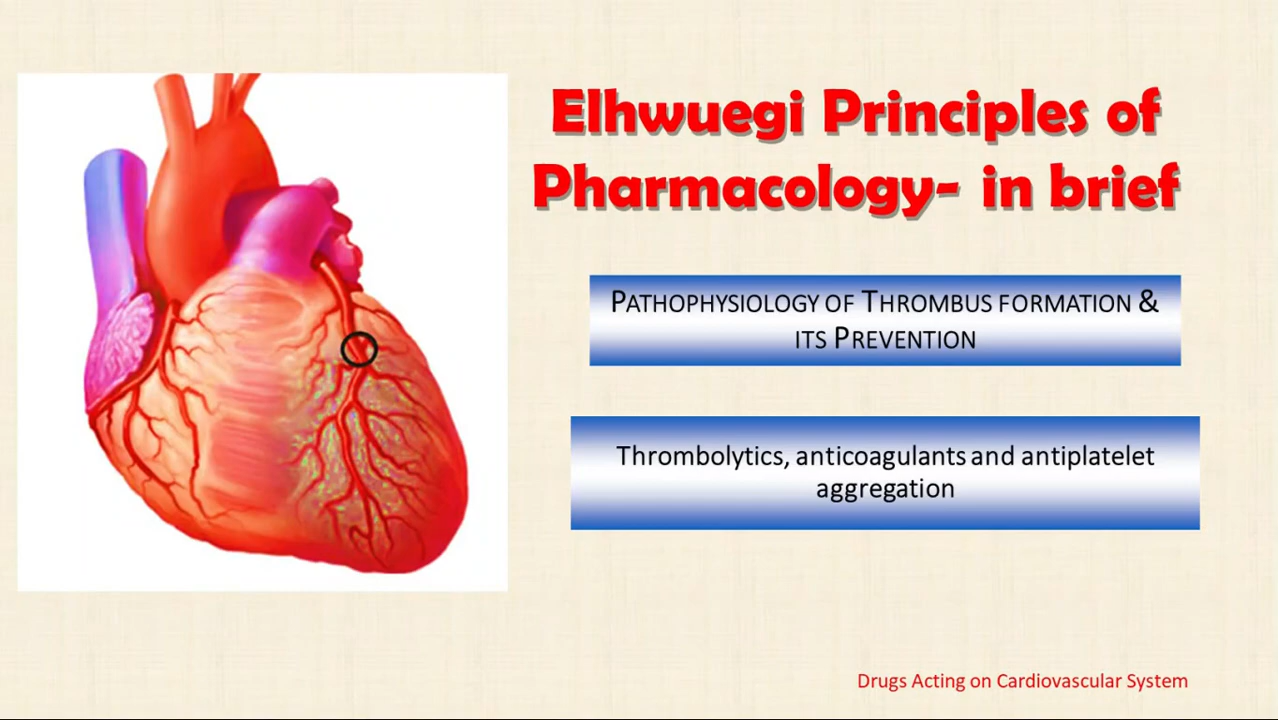 Elhwuegi Principles of
Pharmacology- in brief
PATHOPHYSIOLOGY OF THROMBUS FORMATION &
ITS PREVENTION
Thrombolytics, anticoagulants and antiplatelet
aggregation
Drugs Acting on Cardiovascular System